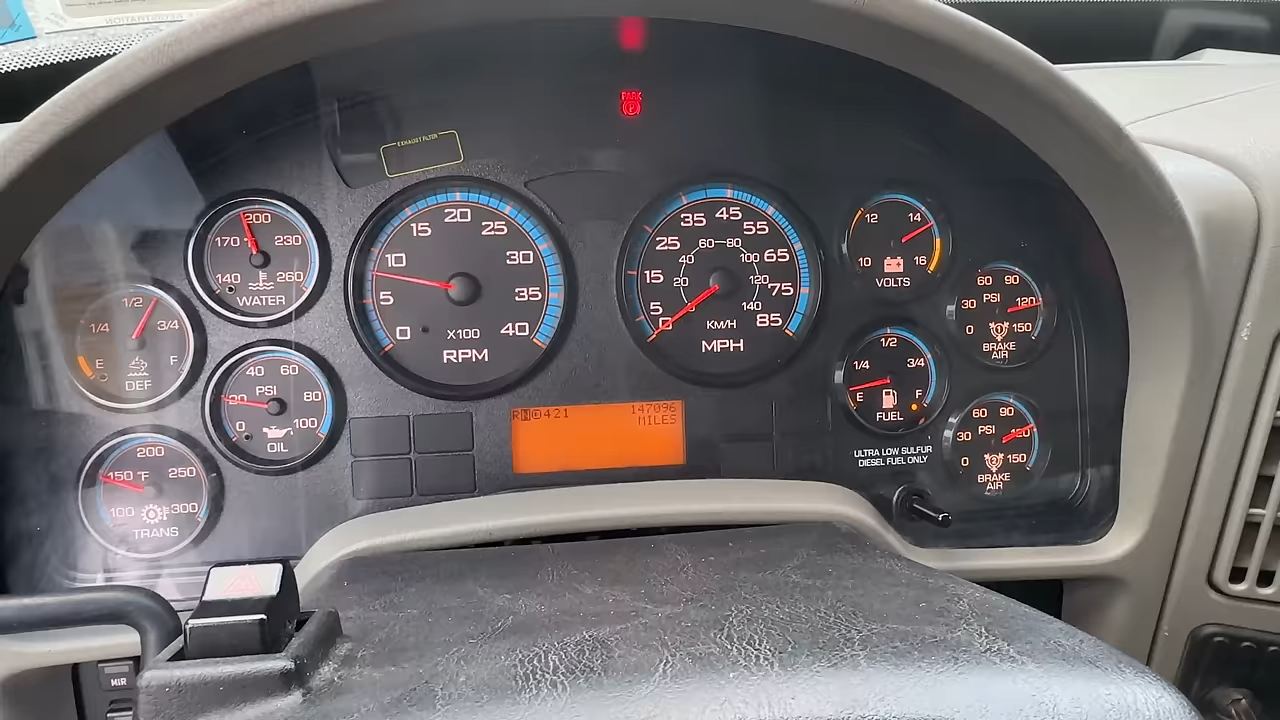 REGISTRATION
PARK
P
EXHAUST FILTER
200
170 °F 230
140 260
WATER
1/2
1/4 3/4
E F
DEF
40 60
PSI
20 80
0 100
OIL
200
150 °F 250
100 300
TRANS
20
15 25
10 30
5 35
0 40
X100
RPM
45
35 55
25 65
15 75
5 85
0
60 80
40 100
20 120
140
KM/H
MPH
12 14
10 16
VOLTS
1/2
1/4 3/4
E F
FUEL
ULTRA LOW SULFUR
DIESEL FUEL ONLY
60 90
30 PSI 120
0 150
1
BRAKE
AIR
60 90
30 PSI 120
0 150
2
BRAKE
AIR
RND421 147096
MILES
MIR